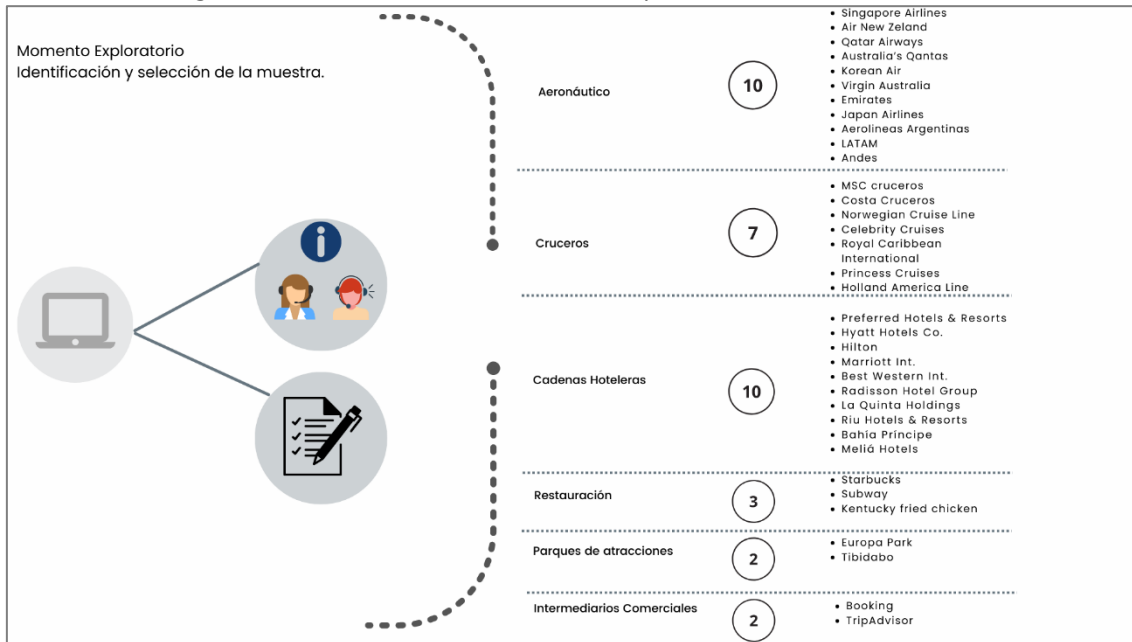 Momento Exploratorio
Identificación y selección de la muestra.
Aeronáutico
10
Singapore Airlines
Air New Zeland
Qatar Airways
Australia's Qantas
Korean Air
Virgin Australia
Emirates
Japan Airlines
Aerolineas Argentinas
LATAM
Andes
Cruceros
7
MSC cruceros
Costa Cruceros
Norwegian Cruise Line
Celebrity Cruises
Royal Caribbean
International
Princess Cruises
Holland America Line
Cadenas Hoteleras
10
Preferred Hotels & Resorts
Hyatt Hotels Co.
Hilton
Marriott Int.
Best Western Int.
Radisson Hotel Group
La Quinta Holdings
Riu Hotels & Resorts
Bahía Príncipe
Meliá Hotels
Restauración
3
Starbucks
Subway
Kentucky fried chicken
Parques de atracciones
2
Europa Park
Tibidabo
Intermediarios Comerciales
2
Booking
TripAdvisor